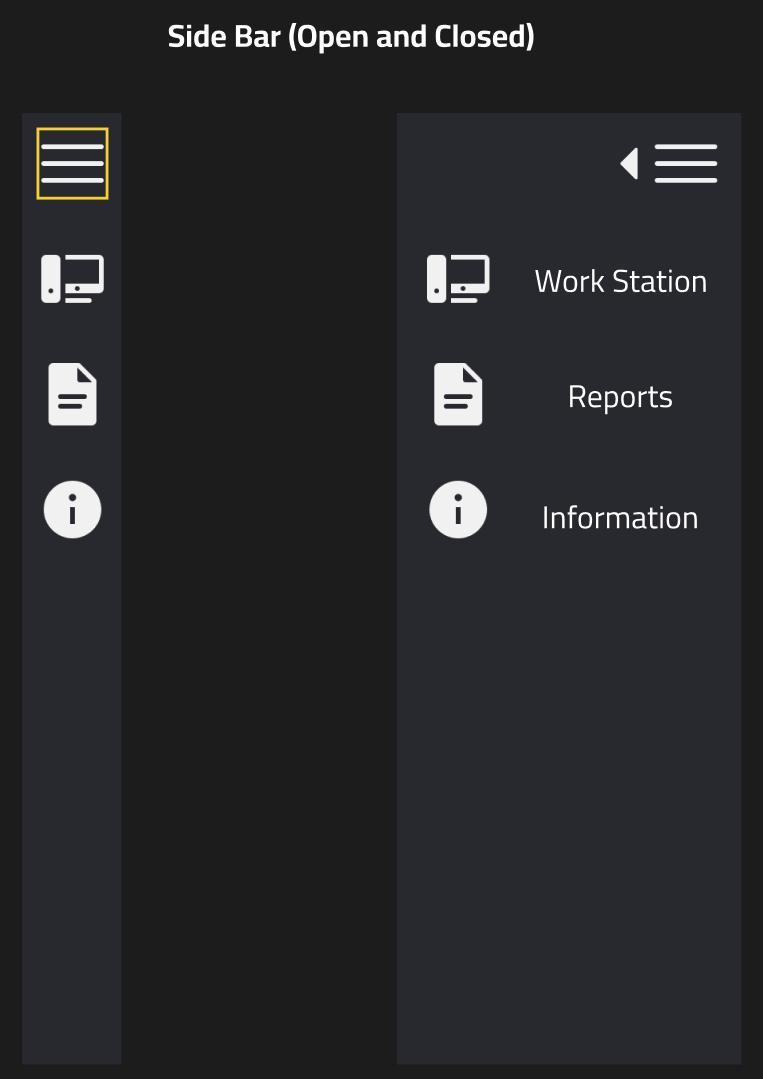 Side Bar (Open and Closed)
Work Station
Reports
Information